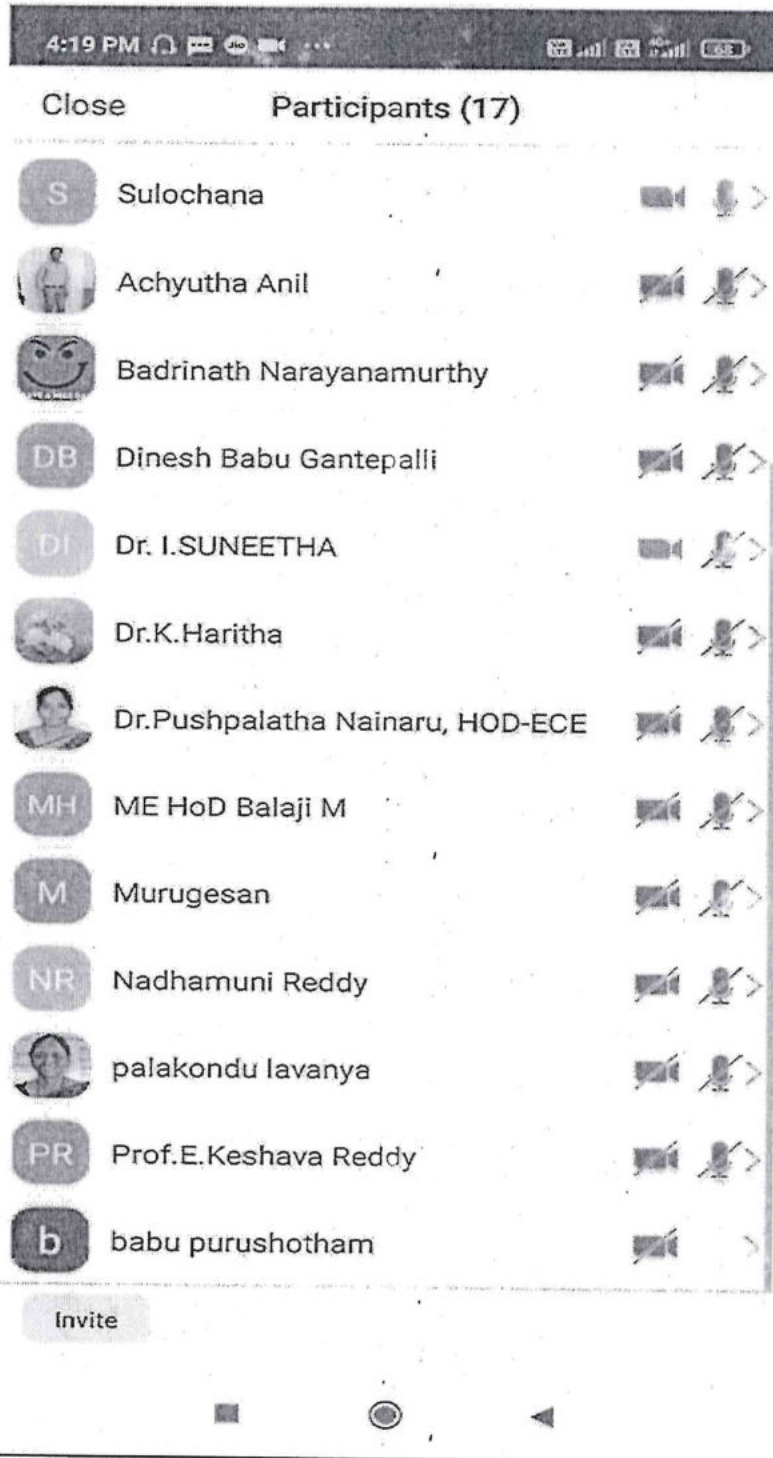 4:19 PM
Close Participants (17)
S Sulochana
Achyutha Anil
Badrinath Narayanamurthy
DB Dinesh Babu Gantepalli
DI Dr. I.SUNEETHA
Dr.K.Haritha
Dr.Pushpalatha Nainaru, HOD-ECE
MH ME HoD Balaji M
M Murugesan
NR Nadhamuni Reddy
palakondu lavanya
PR Prof.E.Keshava Reddy
b babu purushotham
Invite